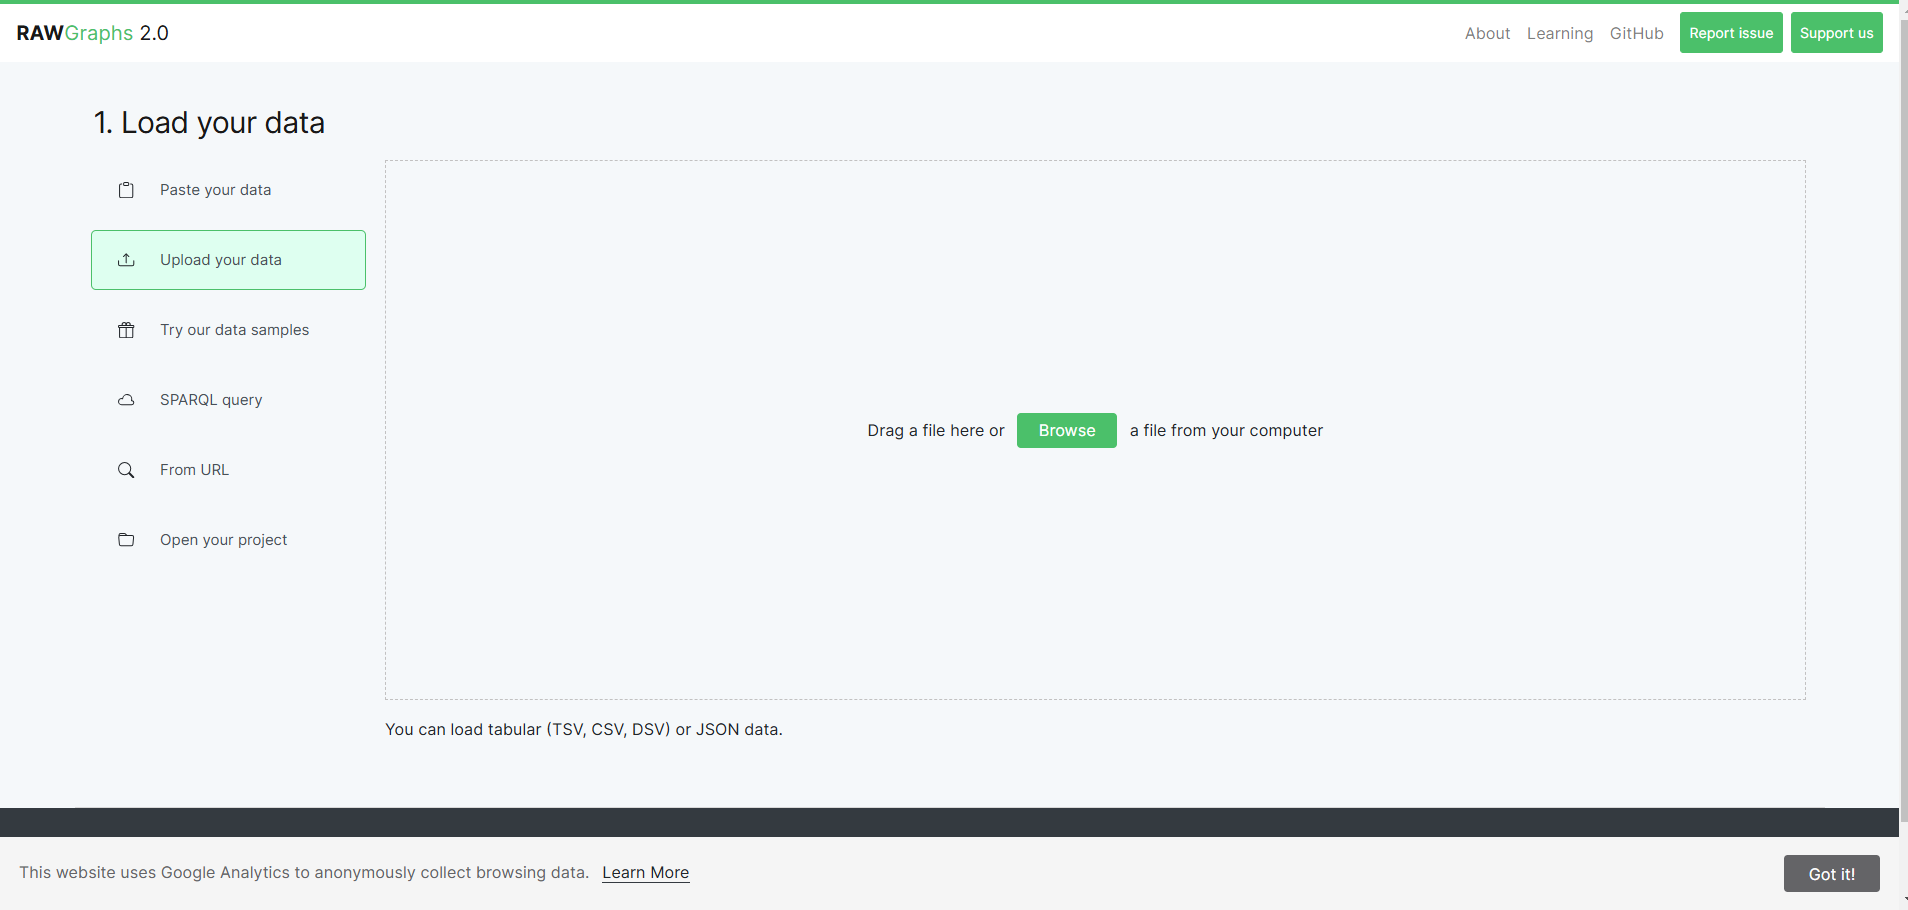 RAWGraphs 2.0
About Learning GitHub Report issue Support us
1. Load your data
Paste your data
Upload your data
Try our data samples
SPARQL query
From URL
Open your project
Drag a file here or Browse a file from your computer
You can load tabular (TSV, CSV, DSV) or JSON data.
This website uses Google Analytics to anonymously collect browsing data. Learn More
Got it!